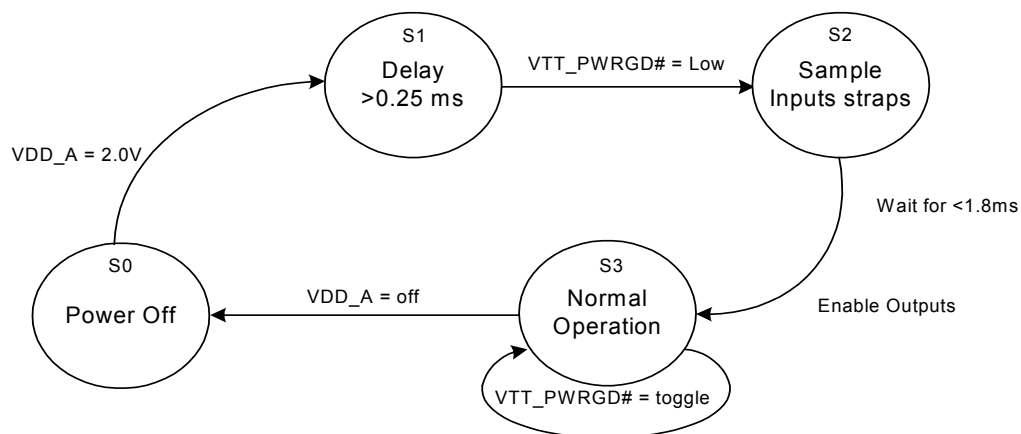 S1
Delay
>0.25 ms
VTT_PWRGD# = Low
S2
Sample
Inputs straps
VDD_A = 2.0V
Wait for <1.8ms
S0
Power Off
VDD_A = off
S3
Normal
Operation
Enable Outputs
VTT_PWRGD# = toggle